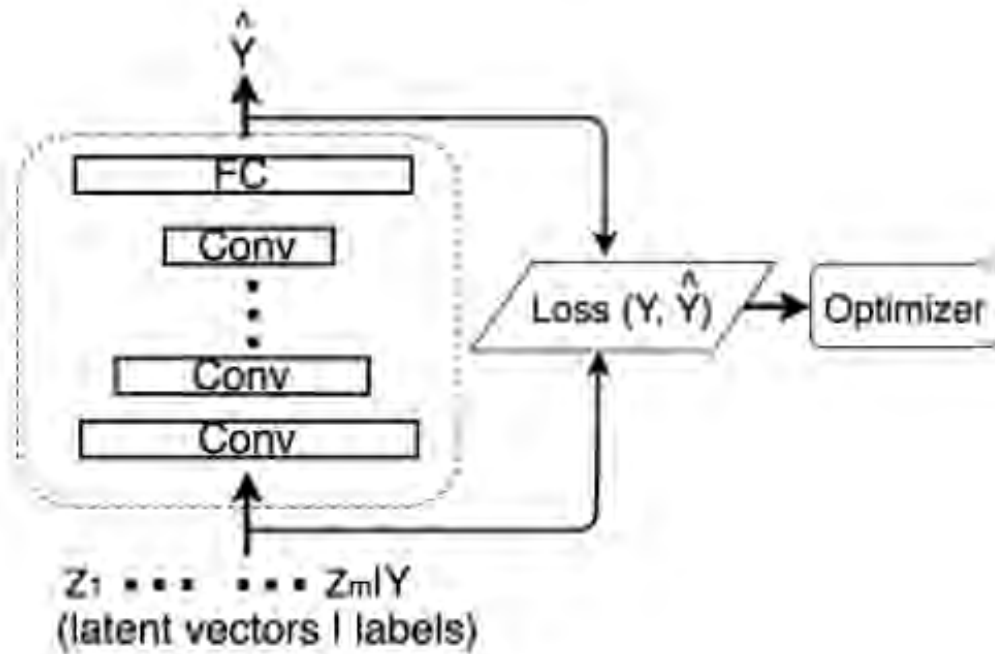 Ŷ
FC
Conv
Conv
Conv
Loss (Y, Ŷ)
Optimizer
Z1 ···· ···· Zm|Y
(latent vectors | labels)